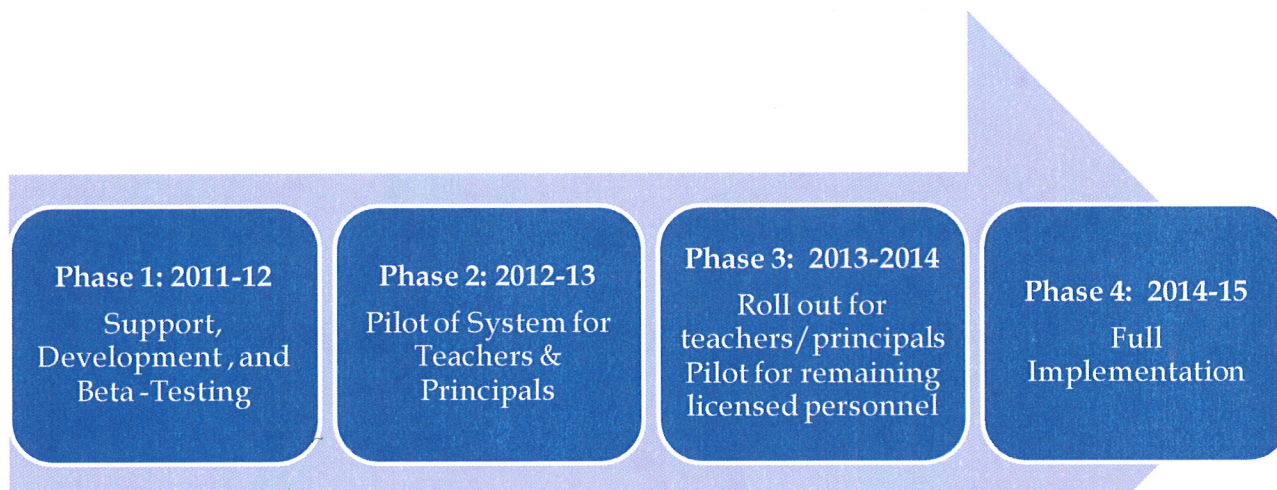 Phase 1: 2011-12
Support,
Development, and
Beta-Testing
Phase 2: 2012-13
Pilot of System for
Teachers &
Principals
Phase 3: 2013-2014
Roll out for
teachers/principals
Pilot for remaining
licensed personnel
Phase 4: 2014-15
Full
Implementation